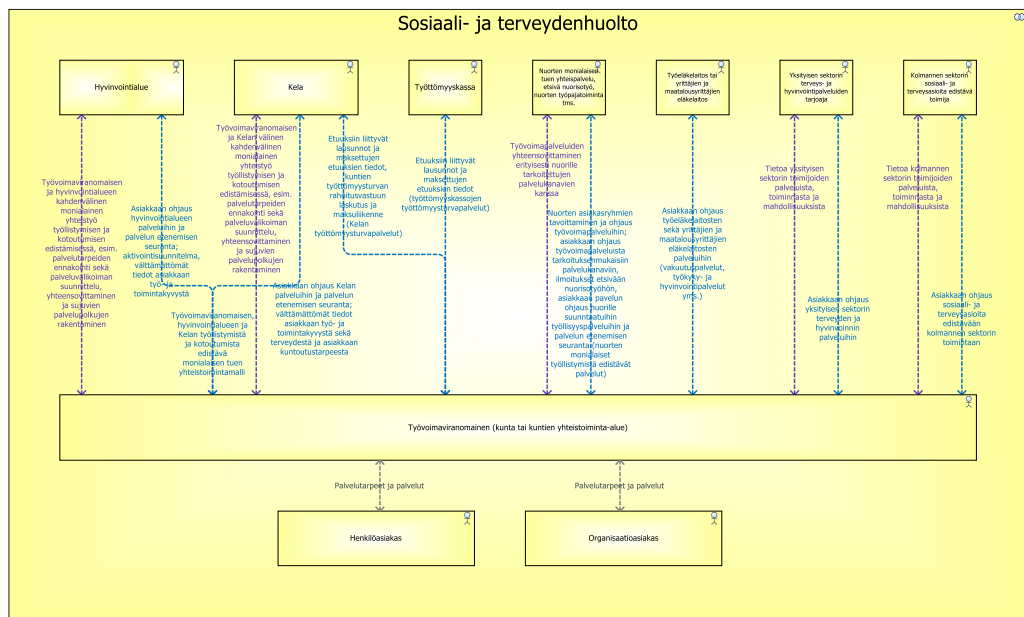 Sosiaali- ja terveydenhuolto
Hyvinvointialue
Kela
Työttömyyskassa
Nuorten monialaisen
tuen yhteispalvelu,
etsivä nuorisotyö,
nuorten työpajatoiminta
tms.
Työeläkelaitos tai
yrittäjien ja
maatalousyrittäjien
eläkelaitos
Yksityisen sektorin
terveys- ja
hyvinvointipalveluiden
tarjoaja
Kolmannen sektorin
sosiaali- ja
terveysasioita edistävä
toimija
Työvoimaviranomaisen
ja hyvinvointialueen
kahdenvälinen
monialainen
yhteistyö
työllistymisen ja
kotoutumisen
edistämisessä, esim.
palvelutarpeiden
ennakointi sekä
palveluvalikoiman
suunnittelu,
yhteensovittaminen
ja sujuvien
palvelupolkujen
rakentaminen
Asiakkaan ohjaus
hyvinvointialueen
palveluihin ja
palvelun etenemisen
seuranta;
aktivointisuunnitelma,
välttämättömät
tiedot asiakkaan
työ- ja
toimintakyvystä
Työvoimaviranomaisen,
hyvinvointialueen ja
Kelan työllistymistä
ja kotoutumista
edistävä
monialaisen tuen
yhteistoimintamalli
Työvoimaviranomaisen
ja Kelan välinen
kahdenvälinen
monialainen
yhteistyö
työllistymisen ja
kotoutumisen
edistämisessä, esim.
palvelutarpeiden
ennakointi sekä
palveluvalikoiman
suunnittelu,
yhteensovittaminen
ja sujuvien
palvelupolkujen
rakentaminen
Asiakkaan ohjaus Kelan
palveluihin ja palvelun
etenemisen seuranta;
välttämättömät tiedot
asiakkaan työ- ja
toimintakyvystä sekä
terveydestä ja asiakkaan
kuntoutustarpeesta
Etuuksiin liittyvät
lausunnot ja
maksettujen
etuuksien tiedot,
kuntien
työttömyysturvan
rahoitusvastuun
laskutus ja
maksuliikenne
(Kelan
työttömyysturvapalvelut)
Etuuksiin liittyvät
lausunnot ja
maksettujen
etuuksien tiedot
(työttömyyskassojen
työttömyysturvapalvelut)
Työvoimapalveluiden
yhteensovittaminen
erityisesti nuorille
tarkoitettujen
palvelukanavien
kanssa
Nuorten asiakasryhmien
tavoittaminen ja ohjaus
työvoimapalveluihin;
asiakkaan ohjaus
työvoimapalveluista
tarkoituksenmukaisiin
palvelukanaviin,
ilmoitukset etsivään
nuorisotyöhön,
asiakkaan pavelun
ohjaus nuorille
suunntaatuihin
työllisyyspalveluihin ja
palvelun etenemisen
seuranta (nuorten
monialaiset
työllistymistä edistävät
palvelut)
Asiakkaan ohjaus
työeläkelaitosten
sekä yrittäjien ja
maatalousyrittäjien
eläkelaitosten
palveluihin
(vakuutuspalvelut,
työkyky- ja
hyvinvointipalvelut
yms.)
Tietoa yksityisen
sektorin toimijoiden
palveluista,
toiminnasta ja
mahdollisuuksista
Asiakkaan ohjaus
yksityisen sektorin
terveyden ja
hyvinvoinnin
palveluihin
Tietoa kolmannen
sektorin toimijoden
palveluista,
toiminnasta ja
mahdollisuuksista
Asiakkaan ohjaus
sosiaali- ja
terveysasioita
edistävään
kolmannen sektorin
toimintaan
Työvoimaviranomainen (kunta tai kuntien yhteistoiminta-alue)
Palvelutarpeet ja palvelut
Palvelutarpeet ja palvelut
Henkilöasiakas
Organisaatioasiakas